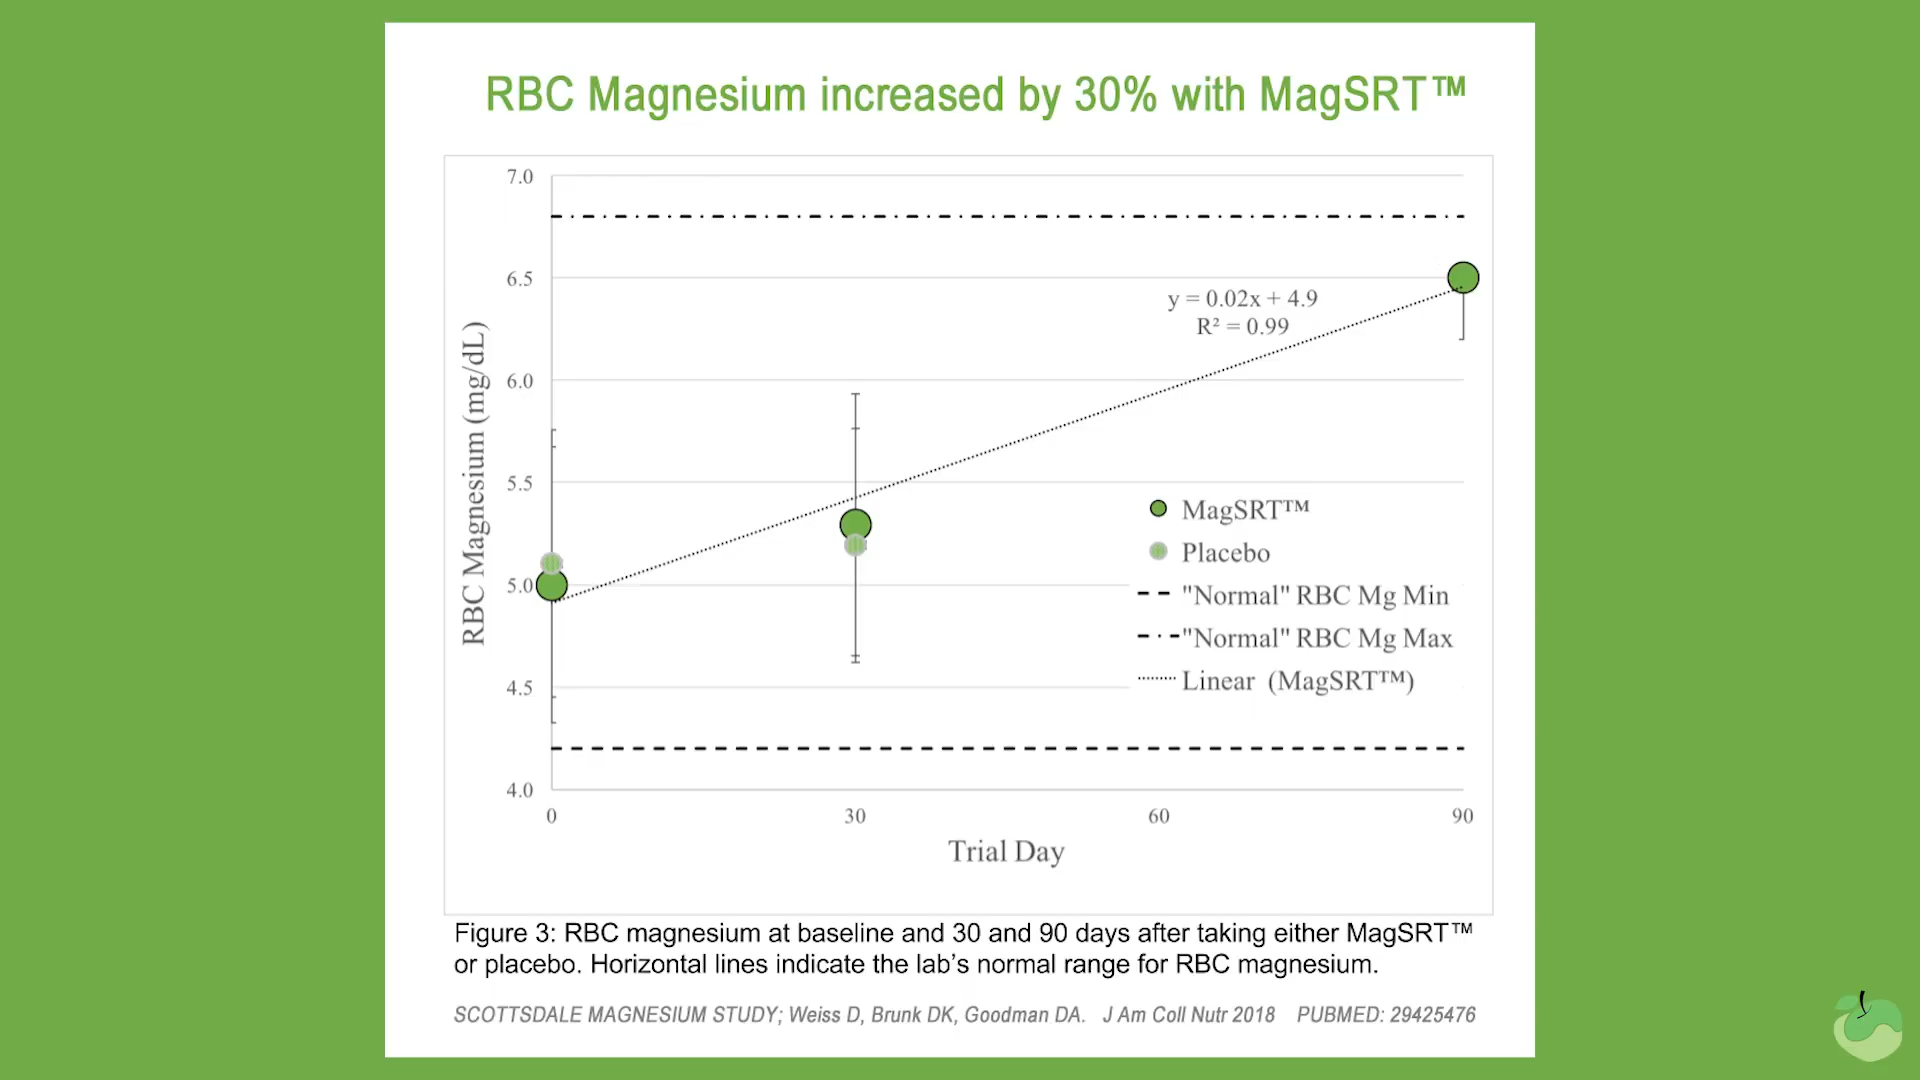 RBC Magnesium increased by 30% with MagSRT™
7.0
6.5
6.0
5.5
5.0
4.5
4.0
RBC Magnesium (mg/dL)
y = 0.02x + 4.9
R² = 0.99
MagSRT™
Placebo
"Normal" RBC Mg Min
"Normal" RBC Mg Max
Linear (MagSRT™)
0 30 60 90
Trial Day
Figure 3: RBC magnesium at baseline and 30 and 90 days after taking either MagSRT™
or placebo. Horizontal lines indicate the lab’s normal range for RBC magnesium.
SCOTTSDALE MAGNESIUM STUDY; Weiss D, Brunk DK, Goodman DA. J Am Coll Nutr 2018 PUBMED: 29425476